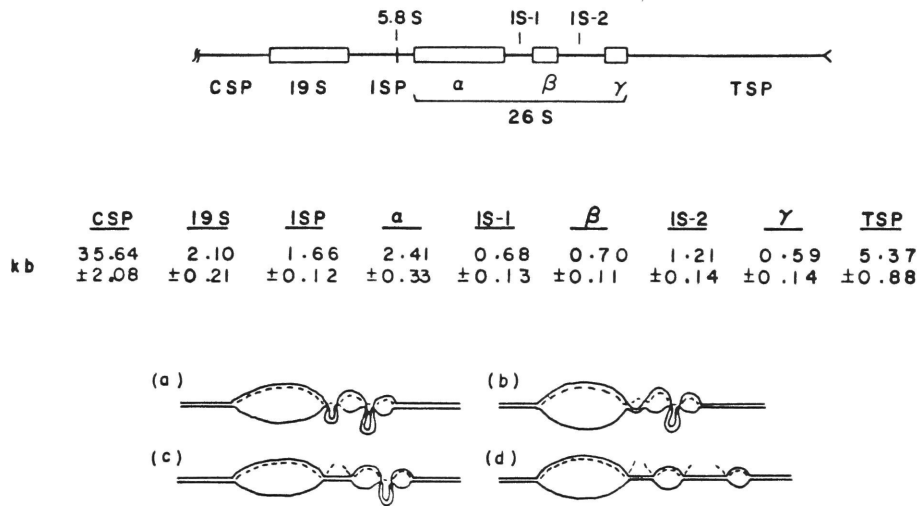 5.8 S IS-1 IS-2
CSP 19S ISP α β γ TSP
26 S
CSP 19S ISP α IS-1 β IS-2 γ TSP
kb 35.64 2.10 1.66 2.41 0.68 0.70 1.21 0.59 5.37
±2.08 ±0.21 ±0.12 ±0.33 ±0.13 ±0.11 ±0.14 ±0.14 ±0.88
(a) (b)
(c) (d)